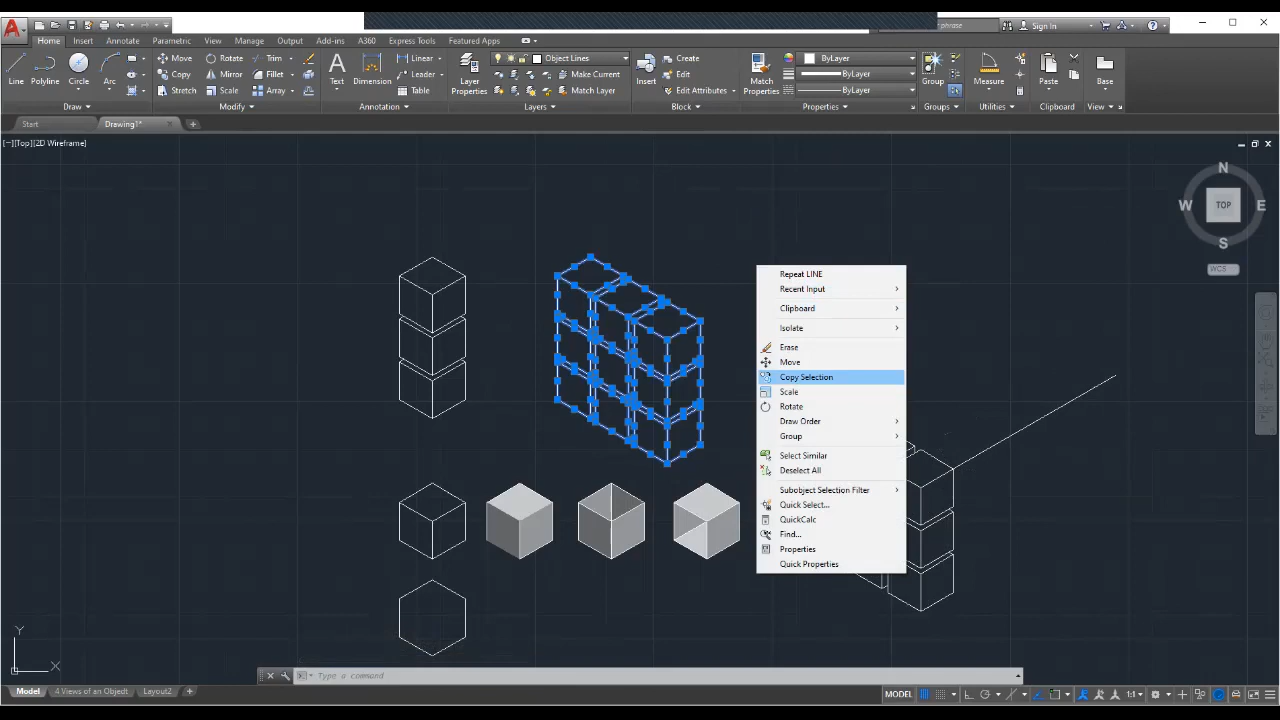 phrase
Sign In
Home
Insert
Annotate
Parametric
View
Manage
Output
Add-ins
A360
Express Tools
Featured Apps
Line
Polyline
Circle
Arc
Move
Copy
Stretch
Rotate
Mirror
Scale
Trim
Fillet
Array
Text
Dimension
Linear
Leader
Table
Layer
Properties
Object Lines
Make Current
Match Layer
Insert
Create
Edit
Edit Attributes
Match
Properties
ByLayer
ByLayer
ByLayer
Group
Measure
Paste
Base
Draw
Modify
Annotation
Layers
Block
Properties
Groups
Utilities
Clipboard
View
Start
Drawing1*
[−][Top][2D Wireframe]
N
W
TOP
E
S
WCS
Repeat LINE
Recent Input
Clipboard
Isolate
Erase
Move
Copy Selection
Scale
Rotate
Draw Order
Group
Select Similar
Deselect All
Subobject Selection Filter
Quick Select...
QuickCalc
Find...
Properties
Quick Properties
Y
X
Type a command
Model
4 Views of an Object
Layout2
MODEL
1:1